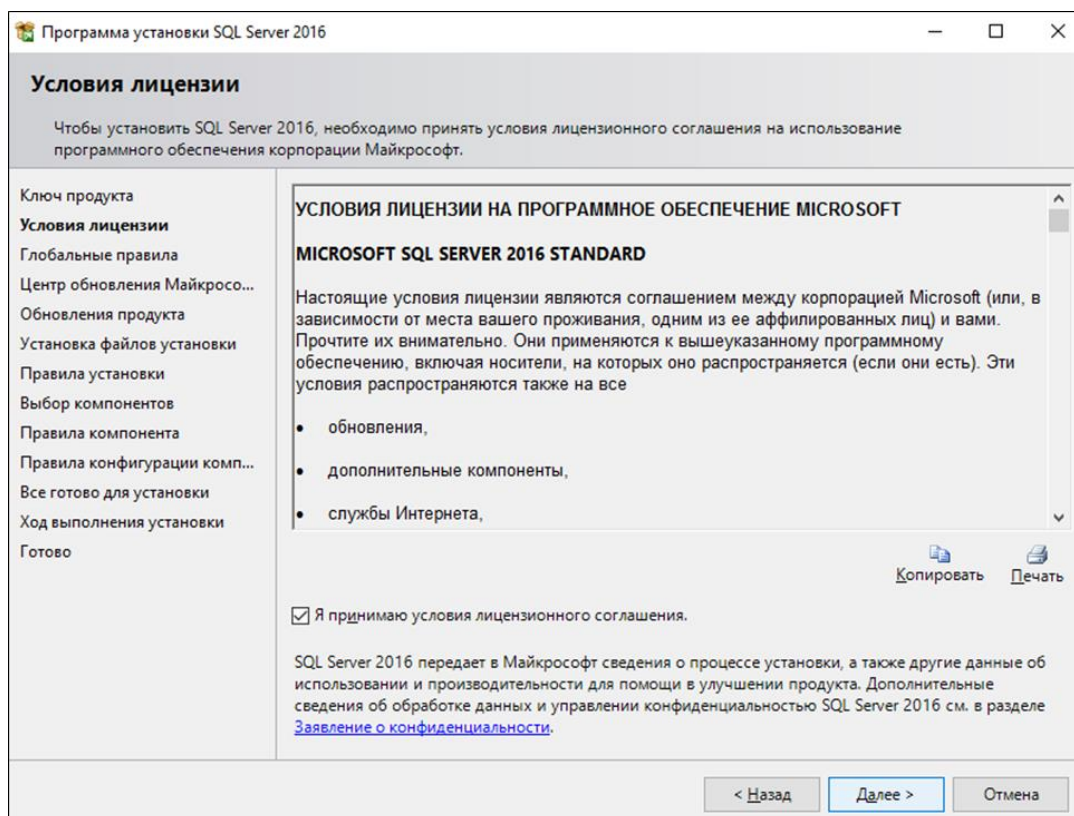 Программа установки SQL Server 2016
Условия лицензии
Чтобы установить SQL Server 2016, необходимо принять условия лицензионного соглашения на использование
программного обеспечения корпорации Майкрософт.
Ключ продукта
Условия лицензии
Глобальные правила
Центр обновления Майкросо...
Обновления продукта
Установка файлов установки
Правила установки
Выбор компонентов
Правила компонента
Правила конфигурации комп...
Все готово для установки
Ход выполнения установки
Готово
УСЛОВИЯ ЛИЦЕНЗИИ НА ПРОГРАММНОЕ ОБЕСПЕЧЕНИЕ MICROSOFT
MICROSOFT SQL SERVER 2016 STANDARD
Настоящие условия лицензии являются соглашением между корпорацией Microsoft (или, в
зависимости от места вашего проживания, одним из ее аффилированных лиц) и вами.
Прочтите их внимательно. Они применяются к вышеуказанному программному
обеспечению, включая носители, на которых оно распространяется (если они есть). Эти
условия распространяются также на все
• обновления,
• дополнительные компоненты,
• службы Интернета,
Копировать Печать
Я принимаю условия лицензионного соглашения.
SQL Server 2016 передает в Майкрософт сведения о процессе установки, а также другие данные об
использовании и производительности для помощи в улучшении продукта. Дополнительные
сведения об обработке данных и управлении конфиденциальностью SQL Server 2016 см. в разделе
Заявление о конфиденциальности.
< Назад Далее > Отмена